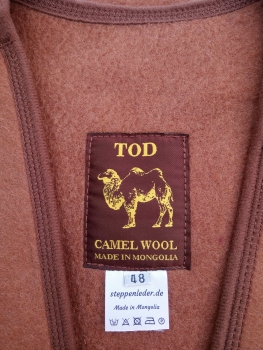 TOD
CAMEL WOOL
MADE IN MONGOLIA
48
steppenleder.de
Made in Mongolia